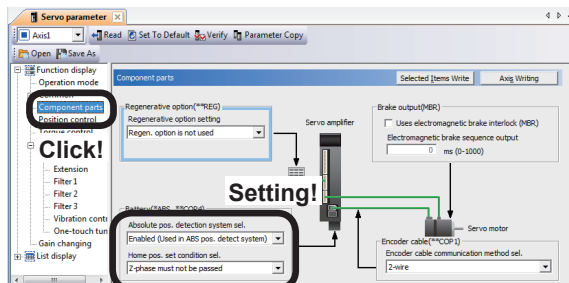 Servo parameter
Axis1 Read Set To Default Verify Parameter Copy
Open Save As
Function display
Operation mode
Common
Component parts
Position control
Torque control
Click!
Extension
Filter 1
Filter 2
Filter 3
Vibration contr
One-touch tun
Gain changing
List display
Component parts
Selected Items Write Axis Writing
Regenerative option(**REG)
Regenerative option setting
Regen. option is not used
Servo amplifier
Brake output(MBR)
Uses electromagnetic brake interlock (MBR)
Electromagnetic brake sequence output
0 ms (0-1000)
Setting!
Battery(*ABS, **COP4)
Absolute pos. detection system sel.
Enabled (Used in ABS pos. detect system)
Home pos. set condition sel.
Z-phase must not be passed
Servo motor
Encoder cable(**COP1)
Encoder cable communication method sel.
2-wire